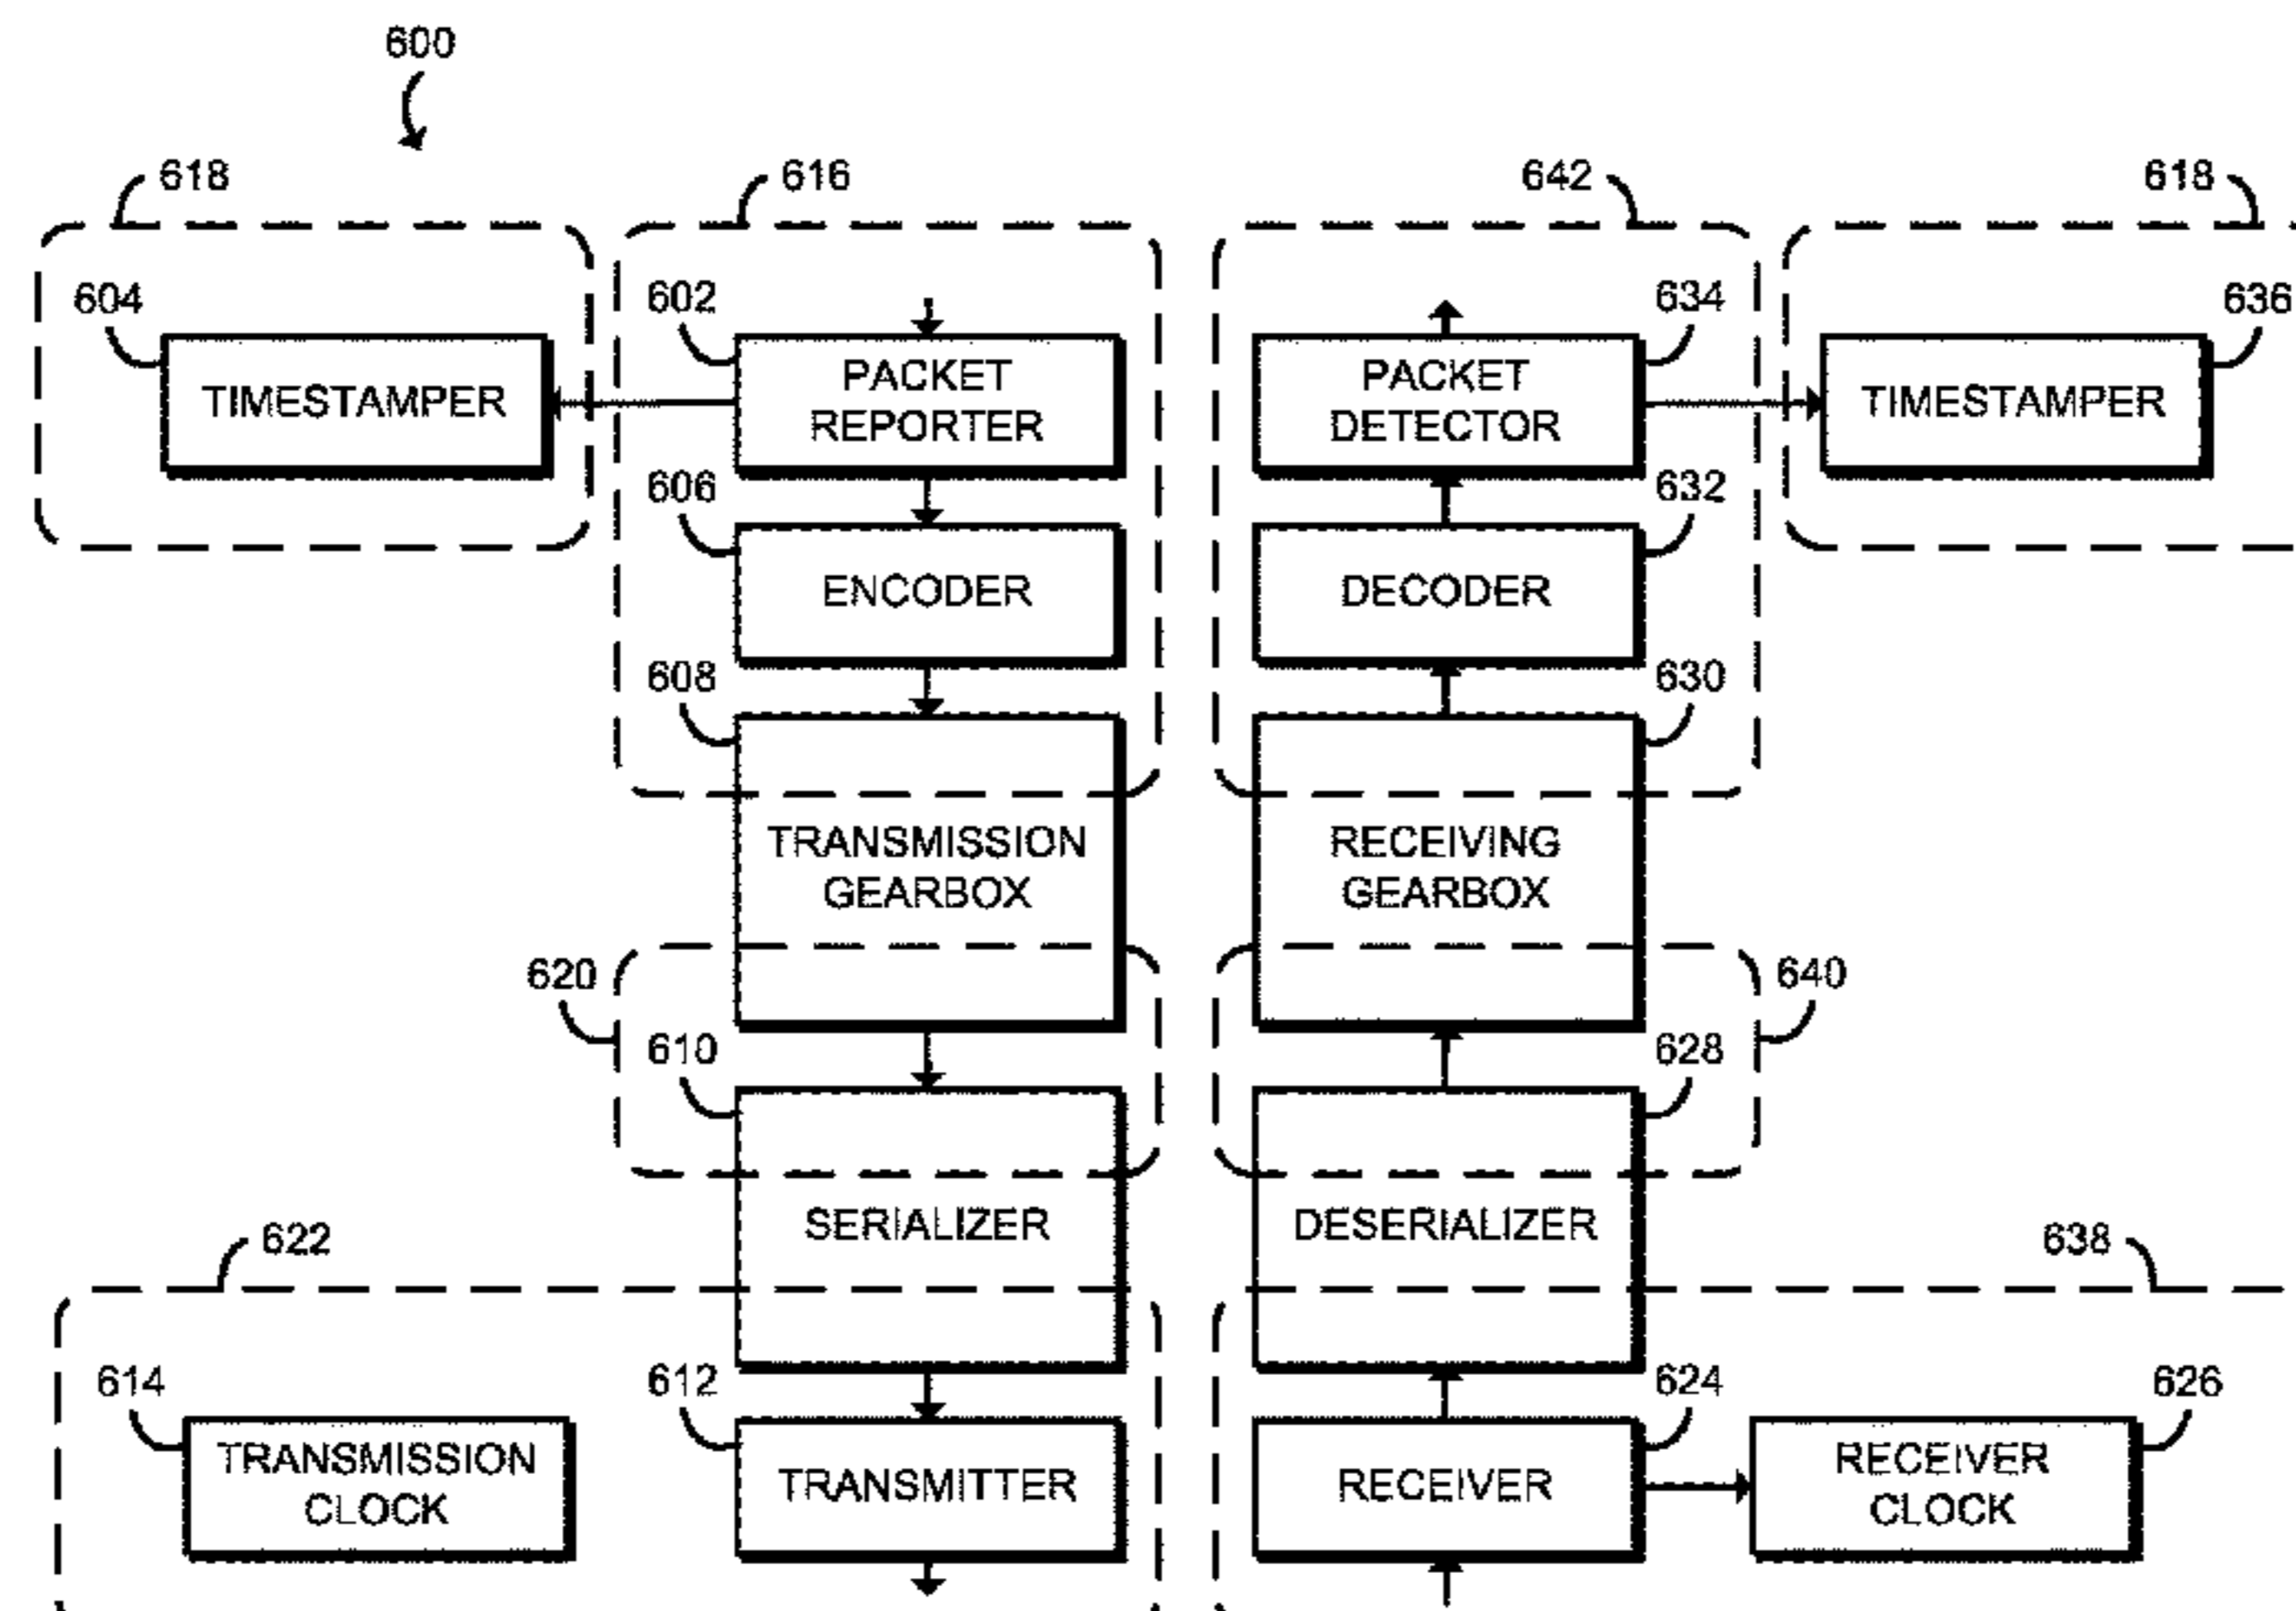 600
618
616
642
618
604
602
634
636
TIMESTAMPER
PACKET
REPORTER
PACKET
DETECTOR
TIMESTAMPER
606
632
ENCODER
DECODER
608
630
TRANSMISSION
GEARBOX
RECEIVING
GEARBOX
620
640
610
628
SERIALIZER
DESERIALIZER
622
638
614
612
624
626
TRANSMISSION
CLOCK
TRANSMITTER
RECEIVER
RECEIVER
CLOCK